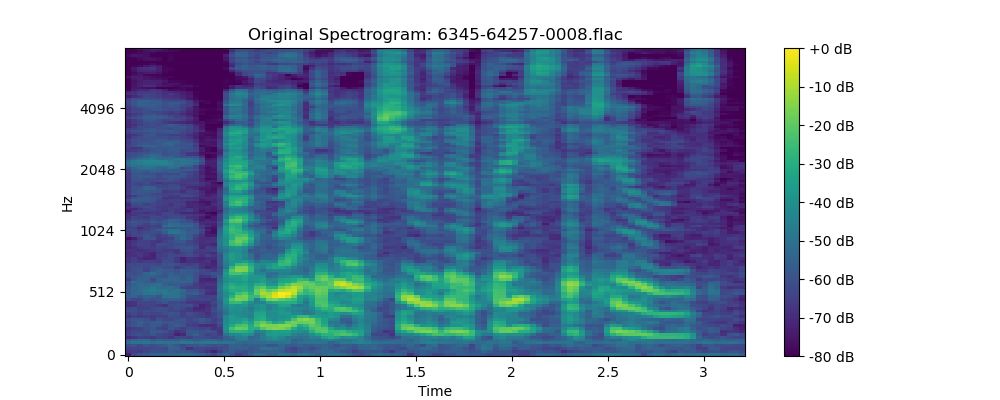 Original Spectrogram: 6345-64257-0008.flac
Hz
4096
2048
1024
512
0
0
0.5
1
1.5
2
2.5
3
Time
+0 dB
-10 dB
-20 dB
-30 dB
-40 dB
-50 dB
-60 dB
-70 dB
-80 dB